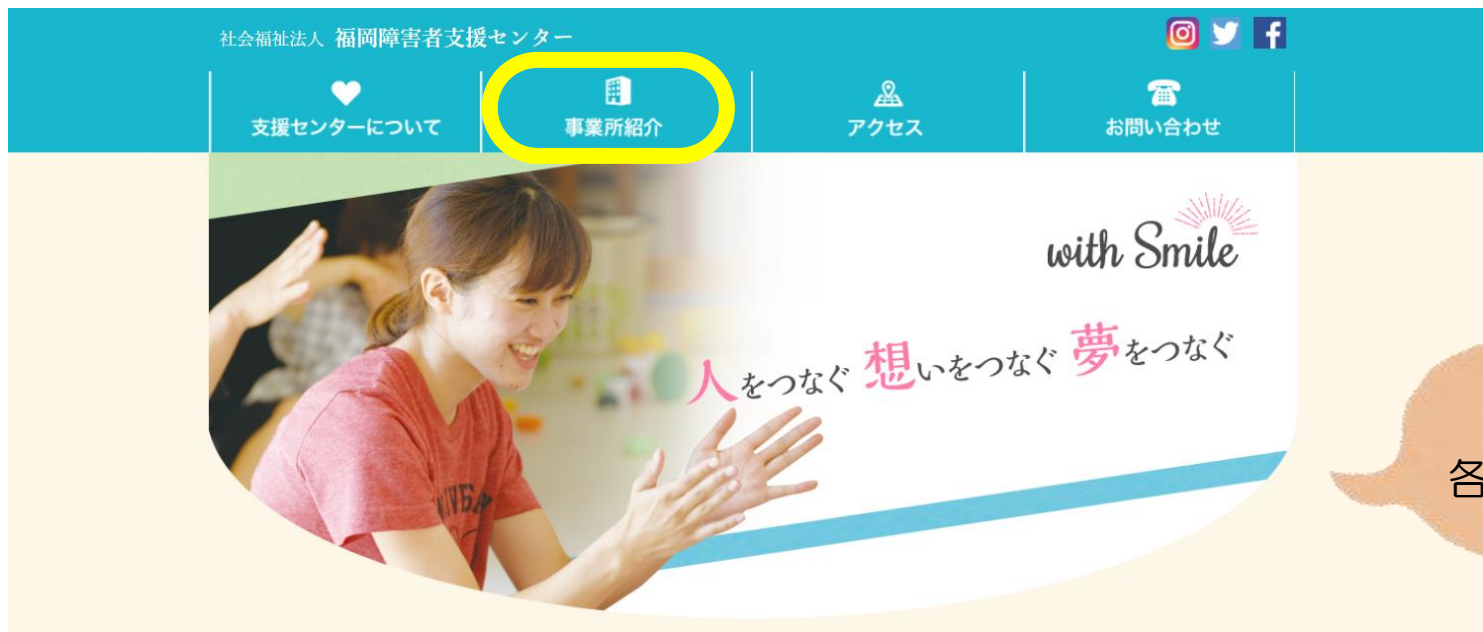 社会福祉法人 福岡障害者支援センター
支援センターについて
事業所紹介
アクセス
お問い合わせ
with Smile
人をつなぐ 想いをつなぐ 夢をつなぐ
各